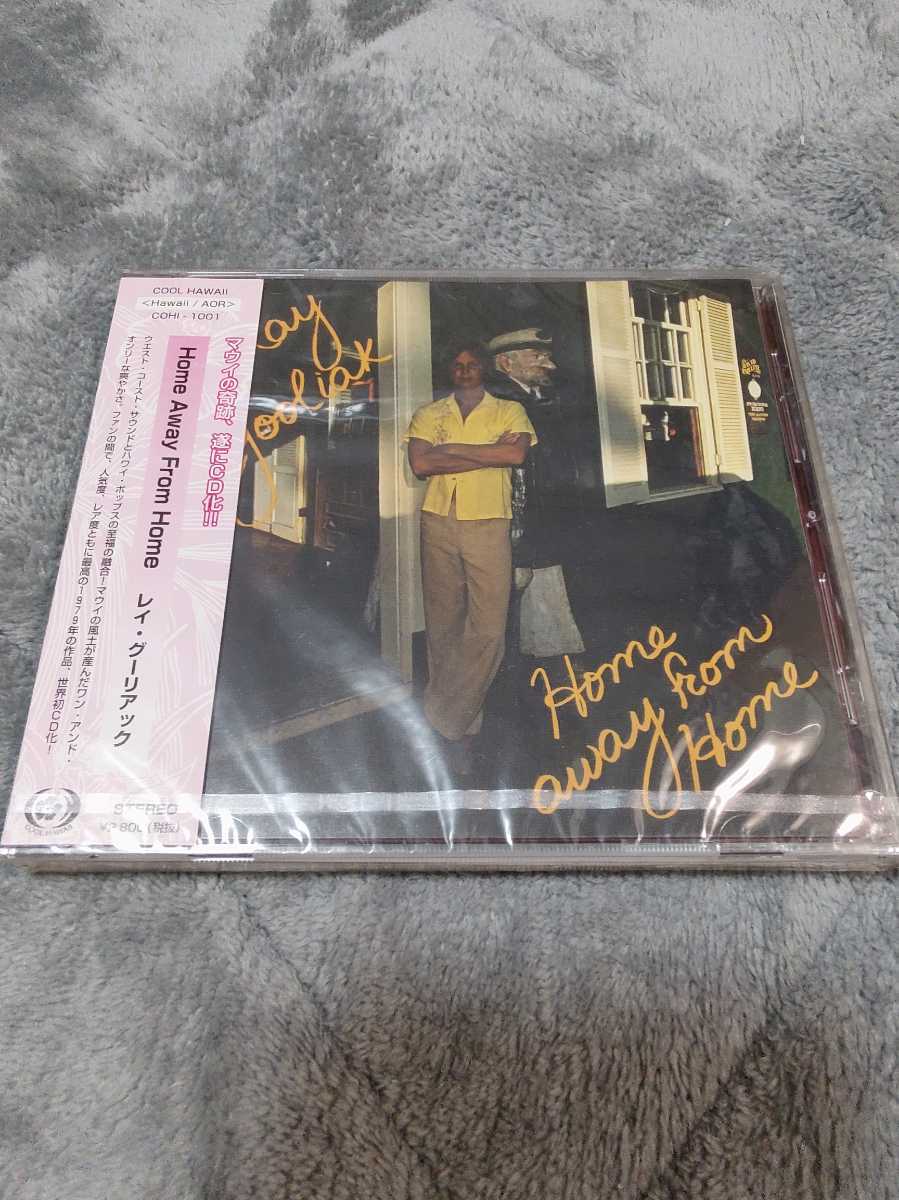 COOL HAWAII
<Hawaii / AOR>
COHI - 1001
マウイの奇跡、遂にCD化!!
Home Away From Home レイ・グーリアック
ウエスト・コースト・サウンドとハワイ・ポップスの至福の融合!マウイの風土が産んだワン・アンド・
オンリーな爽やかさ。ファンの間で、人気度、レア度ともに最高の1979年の作品、世界初CD化!
STEREO
(税抜)
COOL HAWAII
ay
Gooliak
Home
away from
Home